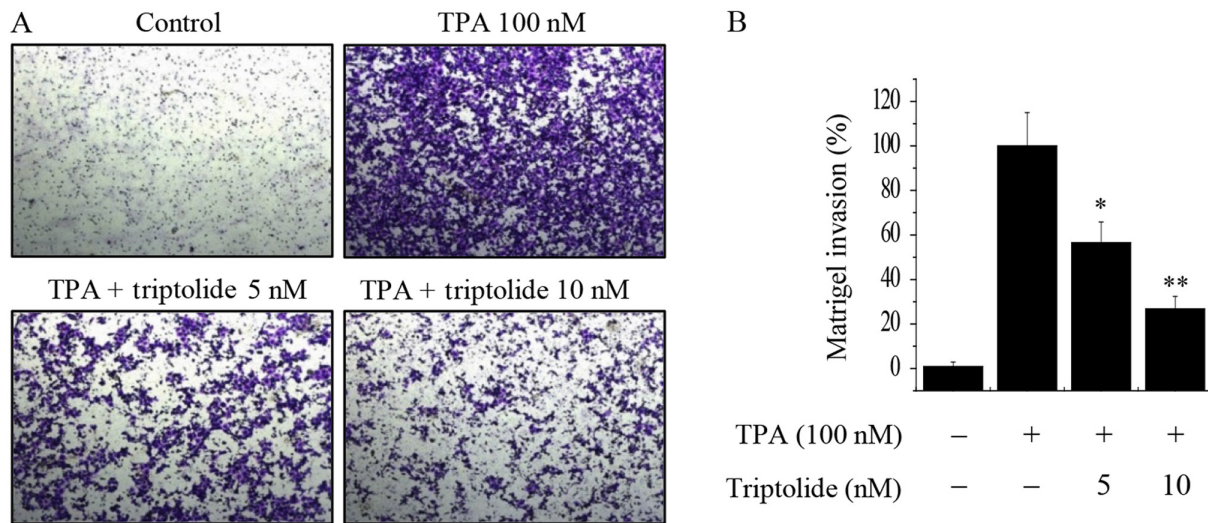 A
Control
TPA 100 nM
TPA + triptolide 5 nM
TPA + triptolide 10 nM
B
Matrigel invasion (%)
120
100
80
60
40
20
0
*
**
TPA (100 nM) – + + +
Triptolide (nM) – – 5 10